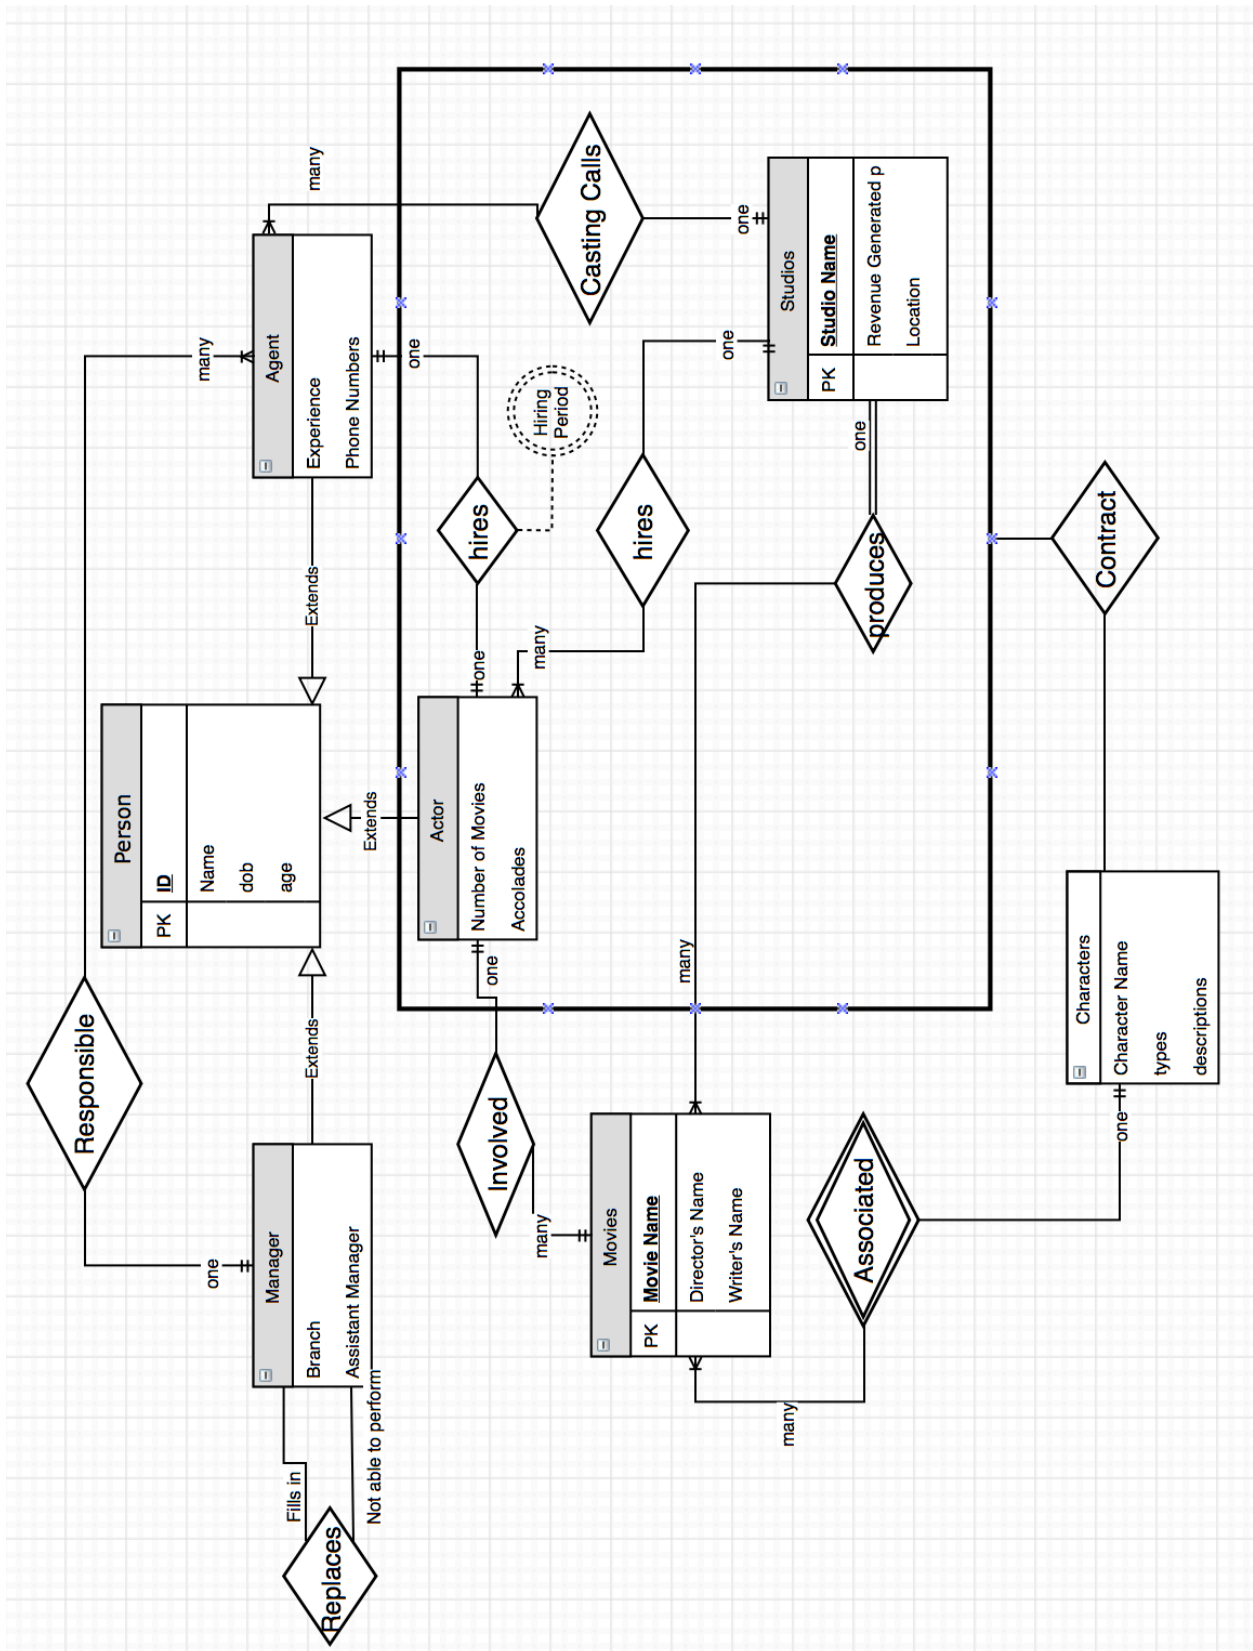 Responsible
many
many
one
Person
PK
ID
Name
dob
age
Manager
Branch
Assistant Manager
Extends
Extends
Extends
Agent
Experience
Phone Numbers
Fills in
Not able to perform
Replaces
one
Actor
Number of Movies
Accolades
one
hires
one
Hiring
Period
Involved
many
many
hires
one
Casting Calls
one
Movies
PK
Movie Name
Director's Name
Writer's Name
many
many
produces
one
Studios
PK
Studio Name
Revenue Generated p
Location
Associated
one
Characters
Character Name
types
descriptions
Contract